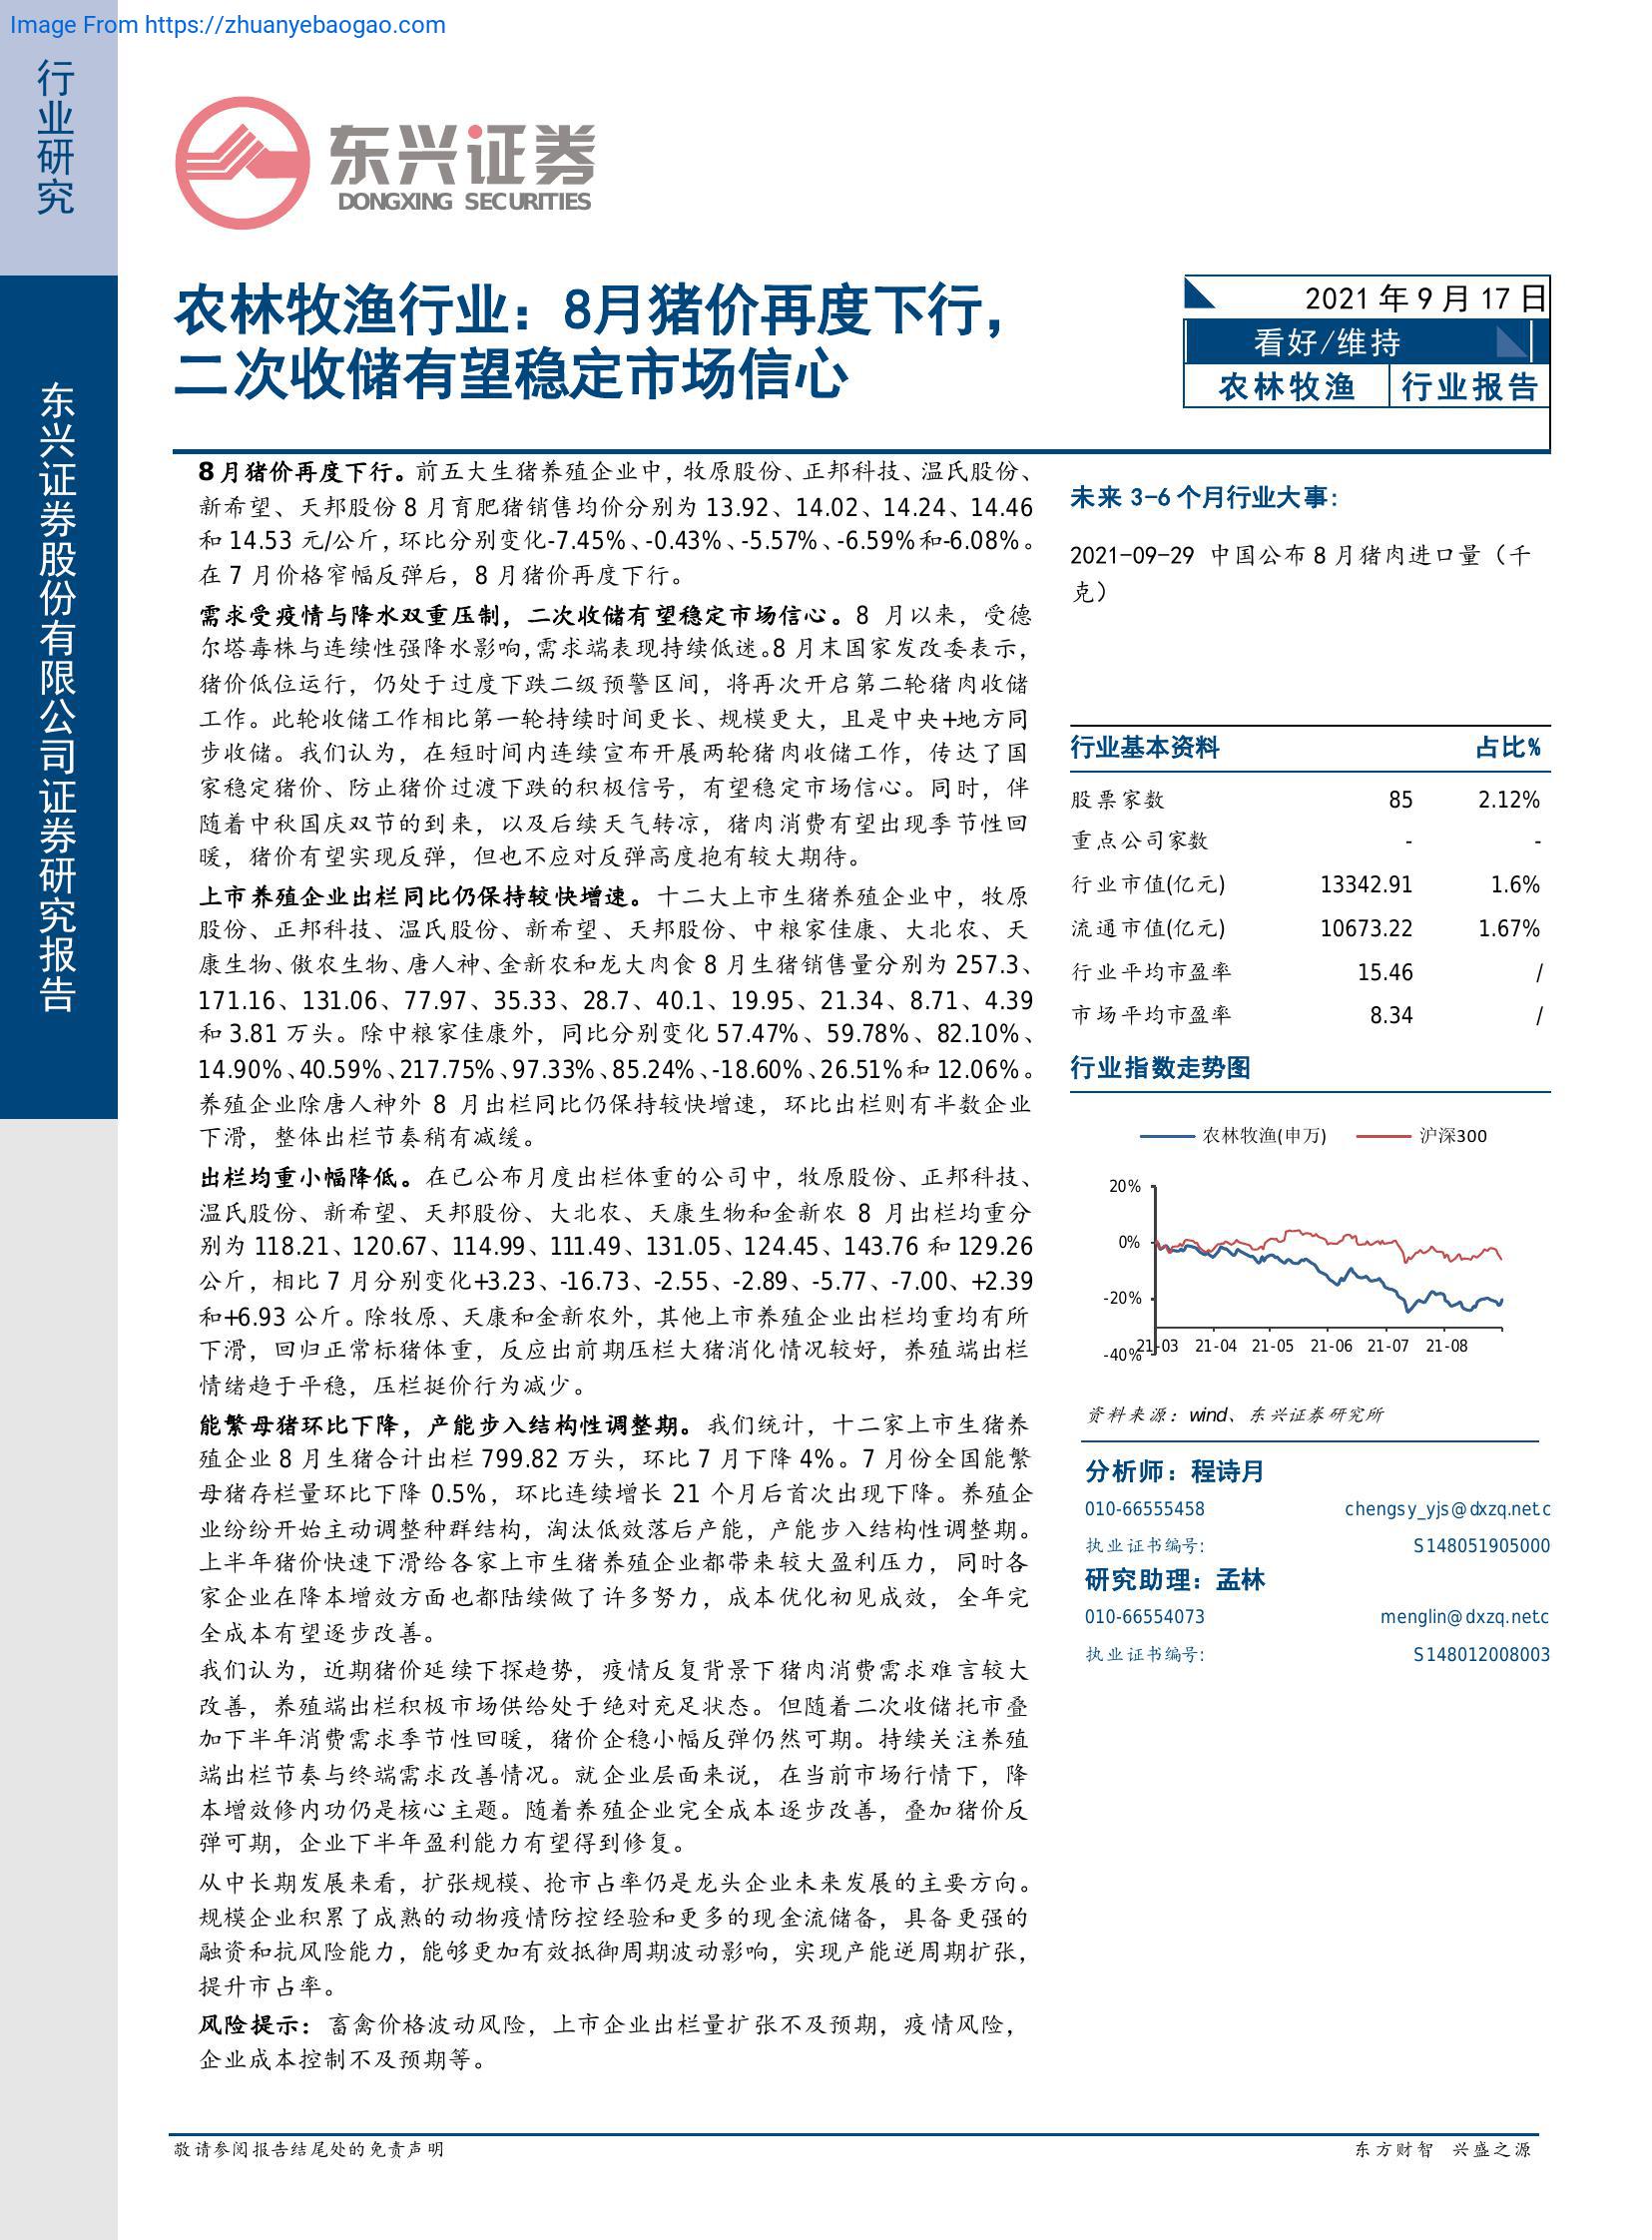 Image From https://zhuanyebaogao.com
行业研究
东兴证券股份有限公司证券研究报告
东兴证券
DONGXING SECURITIES
农林牧渔行业：8月猪价再度下行，
二次收储有望稳定市场信心
2021 年 9 月 17 日
看好/维持
农林牧渔 行业报告
8 月猪价再度下行。前五大生猪养殖企业中，牧原股份、正邦科技、温氏股份、
新希望、天邦股份 8 月育肥猪销售均价分别为 13.92、14.02、14.24、14.46
和 14.53 元/公斤，环比分别变化-7.45%、-0.43%、-5.57%、-6.59%和-6.08%。
在 7 月价格窄幅反弹后，8 月猪价再度下行。
需求受疫情与降水双重压制，二次收储有望稳定市场信心。8 月以来，受德
尔塔毒株与连续性强降水影响，需求端表现持续低迷。8 月末国家发改委表示，
猪价低位运行，仍处于过度下跌二级预警区间，将再次开启第二轮猪肉收储
工作。此轮收储工作相比第一轮持续时间更长、规模更大，且是中央+地方同
步收储。我们认为，在短时间内连续宣布开展两轮猪肉收储工作，传达了国
家稳定猪价、防止猪价过渡下跌的积极信号，有望稳定市场信心。同时，伴
随着中秋国庆双节的到来，以及后续天气转凉，猪肉消费有望出现季节性回
暖，猪价有望实现反弹，但也不应对反弹高度抱有较大期待。
上市养殖企业出栏同比仍保持较快增速。十二大上市生猪养殖企业中，牧原
股份、正邦科技、温氏股份、新希望、天邦股份、中粮家佳康、大北农、天
康生物、傲农生物、唐人神、金新农和龙大肉食 8 月生猪销售量分别为 257.3、
171.16、131.06、77.97、35.33、28.7、40.1、19.95、21.34、8.71、4.39
和 3.81 万头。除中粮家佳康外，同比分别变化 57.47%、59.78%、82.10%、
14.90%、40.59%、217.75%、97.33%、85.24%、-18.60%、26.51%和 12.06%。
养殖企业除唐人神外 8 月出栏同比仍保持较快增速，环比出栏则有半数企业
下滑，整体出栏节奏稍有减缓。
出栏均重小幅降低。在已公布月度出栏体重的公司中，牧原股份、正邦科技、
温氏股份、新希望、天邦股份、大北农、天康生物和金新农 8 月出栏均重分
别为 118.21、120.67、114.99、111.49、131.05、124.45、143.76 和 129.26
公斤，相比 7 月分别变化+3.23、-16.73、-2.55、-2.89、-5.77、-7.00、+2.39
和+6.93 公斤。除牧原、天康和金新农外，其他上市养殖企业出栏均重均有所
下滑，回归正常标猪体重，反应出前期压栏大猪消化情况较好，养殖端出栏
情绪趋于平稳，压栏挺价行为减少。
能繁母猪环比下降，产能步入结构性调整期。我们统计，十二家上市生猪养
殖企业 8 月生猪合计出栏 799.82 万头，环比 7 月下降 4%。7 月份全国能繁
母猪存栏量环比下降 0.5%，环比连续增长 21 个月后首次出现下降。养殖企
业纷纷开始主动调整种群结构，淘汰低效落后产能，产能步入结构性调整期。
上半年猪价快速下滑给各家上市生猪养殖企业都带来较大盈利压力，同时各
家企业在降本增效方面也都陆续做了许多努力，成本优化初见成效，全年完
全成本有望逐步改善。
我们认为，近期猪价延续下探趋势，疫情反复背景下猪肉消费需求难言较大
改善，养殖端出栏积极市场供给处于绝对充足状态。但随着二次收储托市叠
加下半年消费需求季节性回暖，猪价企稳小幅反弹仍然可期。持续关注养殖
端出栏节奏与终端需求改善情况。就企业层面来说，在当前市场行情下，降
本增效修内功仍是核心主题。随着养殖企业完全成本逐步改善，叠加猪价反
弹可期，企业下半年盈利能力有望得到修复。
从中长期发展来看，扩张规模、抢市占率仍是龙头企业未来发展的主要方向。
规模企业积累了成熟的动物疫情防控经验和更多的现金流储备，具备更强的
融资和抗风险能力，能够更加有效抵御周期波动影响，实现产能逆周期扩张，
提升市占率。
风险提示：畜禽价格波动风险，上市企业出栏量扩张不及预期，疫情风险，
企业成本控制不及预期等。
未来 3-6 个月行业大事：
2021-09-29 中国公布 8 月猪肉进口量（千
克）
行业基本资料 占比%
股票家数 85 2.12%
重点公司家数 - -
行业市值(亿元) 13342.91 1.6%
流通市值(亿元) 10673.22 1.67%
行业平均市盈率 15.46 /
市场平均市盈率 8.34 /
行业指数走势图
农林牧渔(申万) 沪深300
20%
0%
-20%
-40%
21-03 21-04 21-05 21-06 21-07 21-08
资料来源：wind、东兴证券研究所
分析师：程诗月
010-66555458 chengsy_yjs@dxzq.net.c
执业证书编号: S148051905000
研究助理：孟林
010-66554073 menglin@dxzq.net.c
执业证书编号: S148012008003
敬请参阅报告结尾处的免责声明
东方财智 兴盛之源